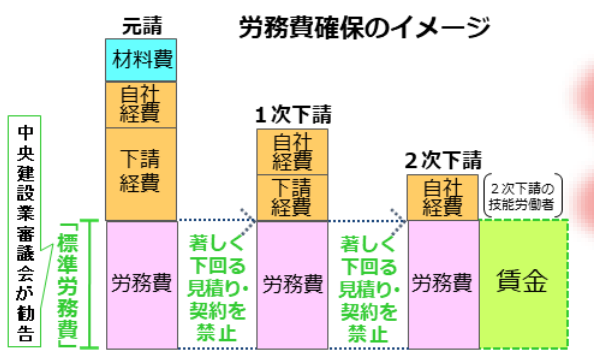 労務費確保のイメージ
元請
材料費
自社
経費
下請
経費
労務費
1次下請
自社
経費
下請
経費
労務費
2次下請
自社
経費
労務費
(2次下請の
技能労働者)
賃金
中央建設業審議会が勧告
「標準労務費」
著しく
下回る
見積り・
契約を
禁止
著しく
下回る
見積り・
契約を
禁止